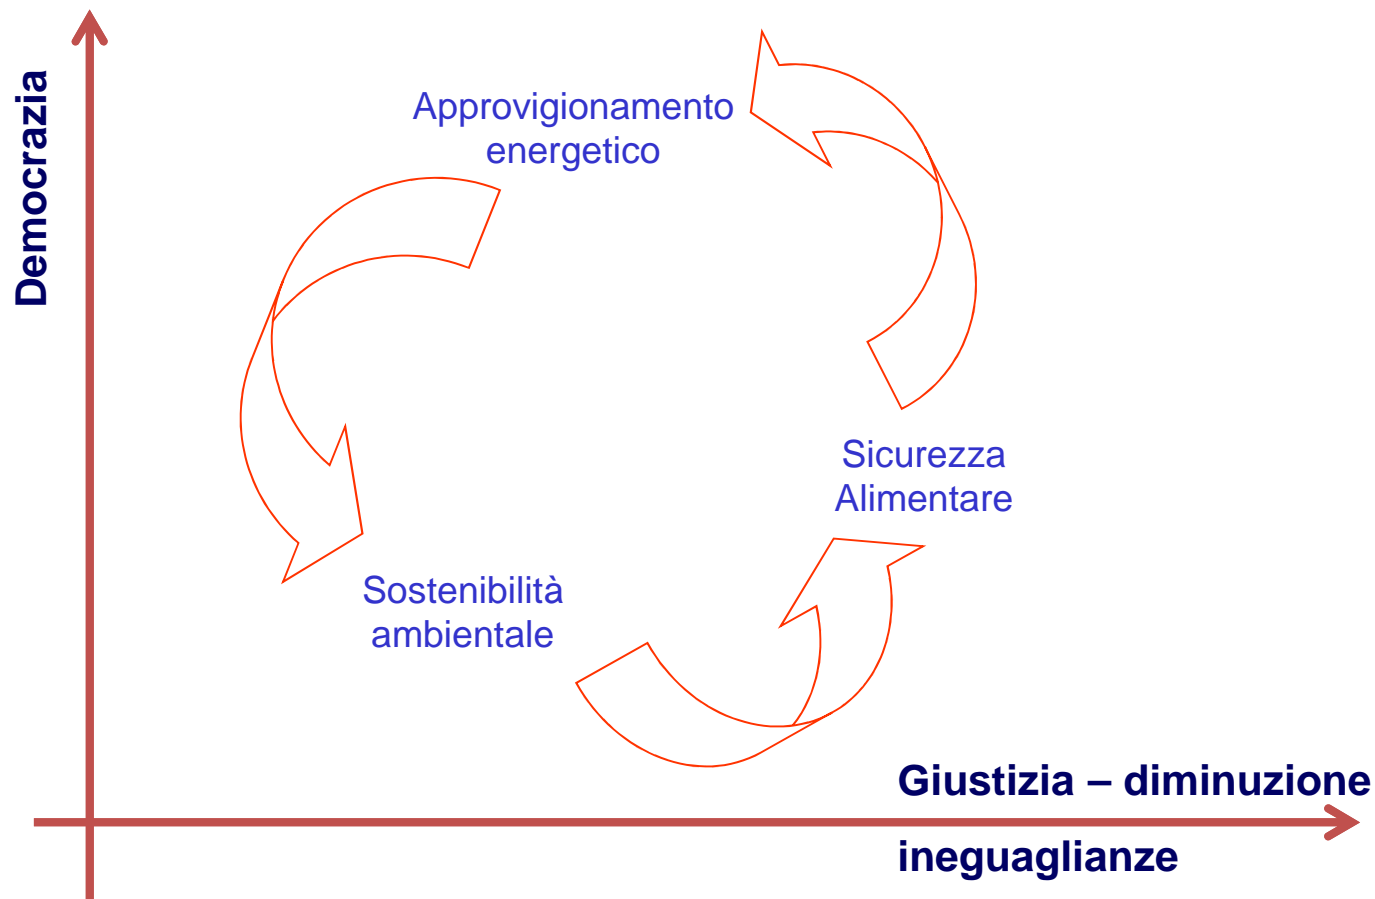 Democrazia
Approvigionamento
energetico
Sicurezza
Alimentare
Sostenibilità
ambientale
Giustizia – diminuzione
ineguaglianze